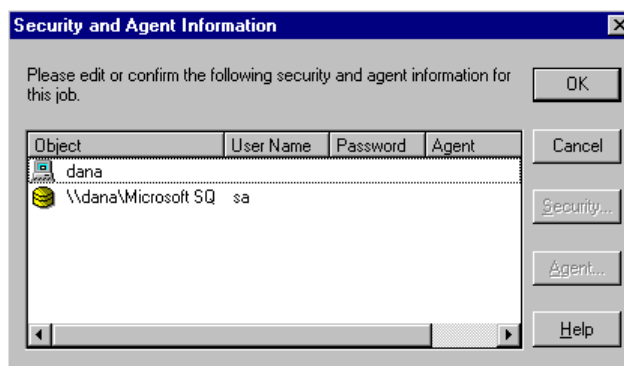 Security and Agent Information
Please edit or confirm the following security and agent information for
this job.
OK
Object User Name Password Agent
Cancel
dana
\\dana\Microsoft SQ sa
Security...
Agent...
Help